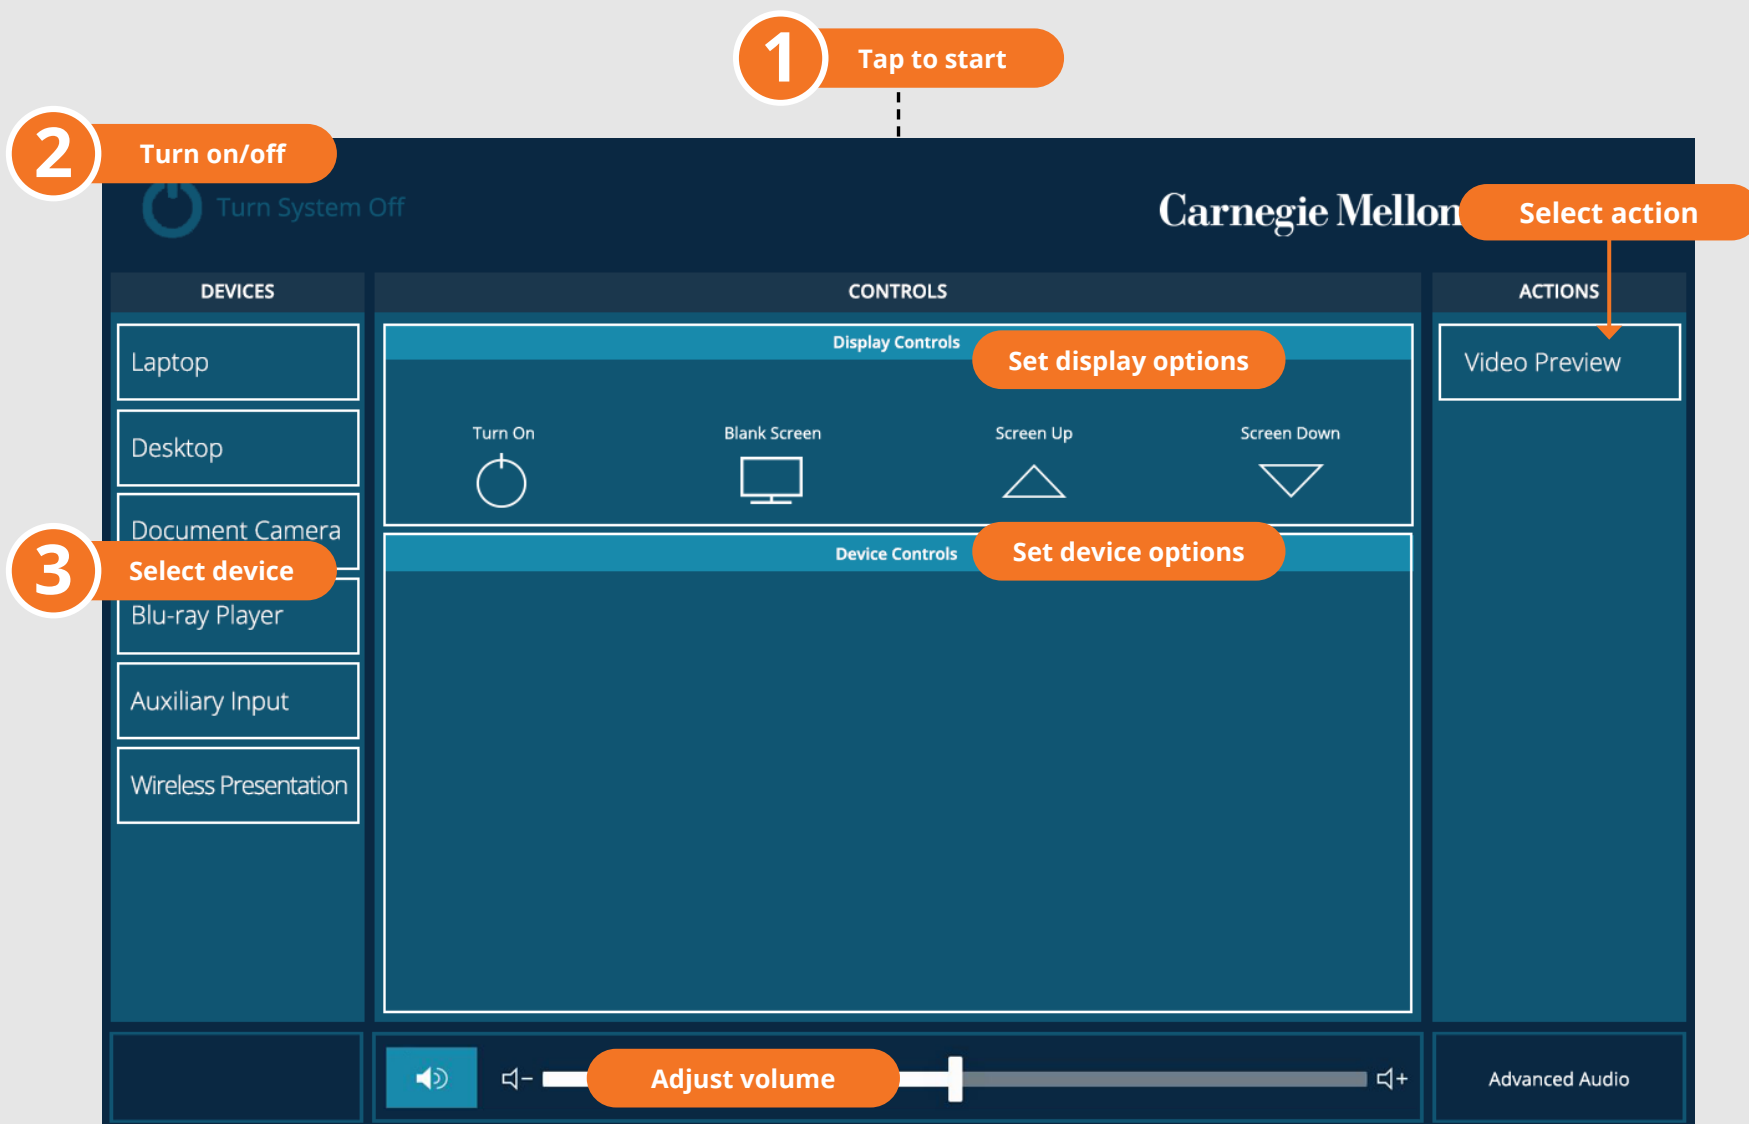 1 Tap to start
2 Turn on/off
Turn System Off
Carnegie Mellon
Select action
DEVICES
CONTROLS
ACTIONS
Laptop
Desktop
Document Camera
3 Select device
Blu-ray Player
Auxiliary Input
Wireless Presentation
Display Controls
Set display options
Turn On
Blank Screen
Screen Up
Screen Down
Device Controls
Set device options
Video Preview
Adjust volume
Advanced Audio